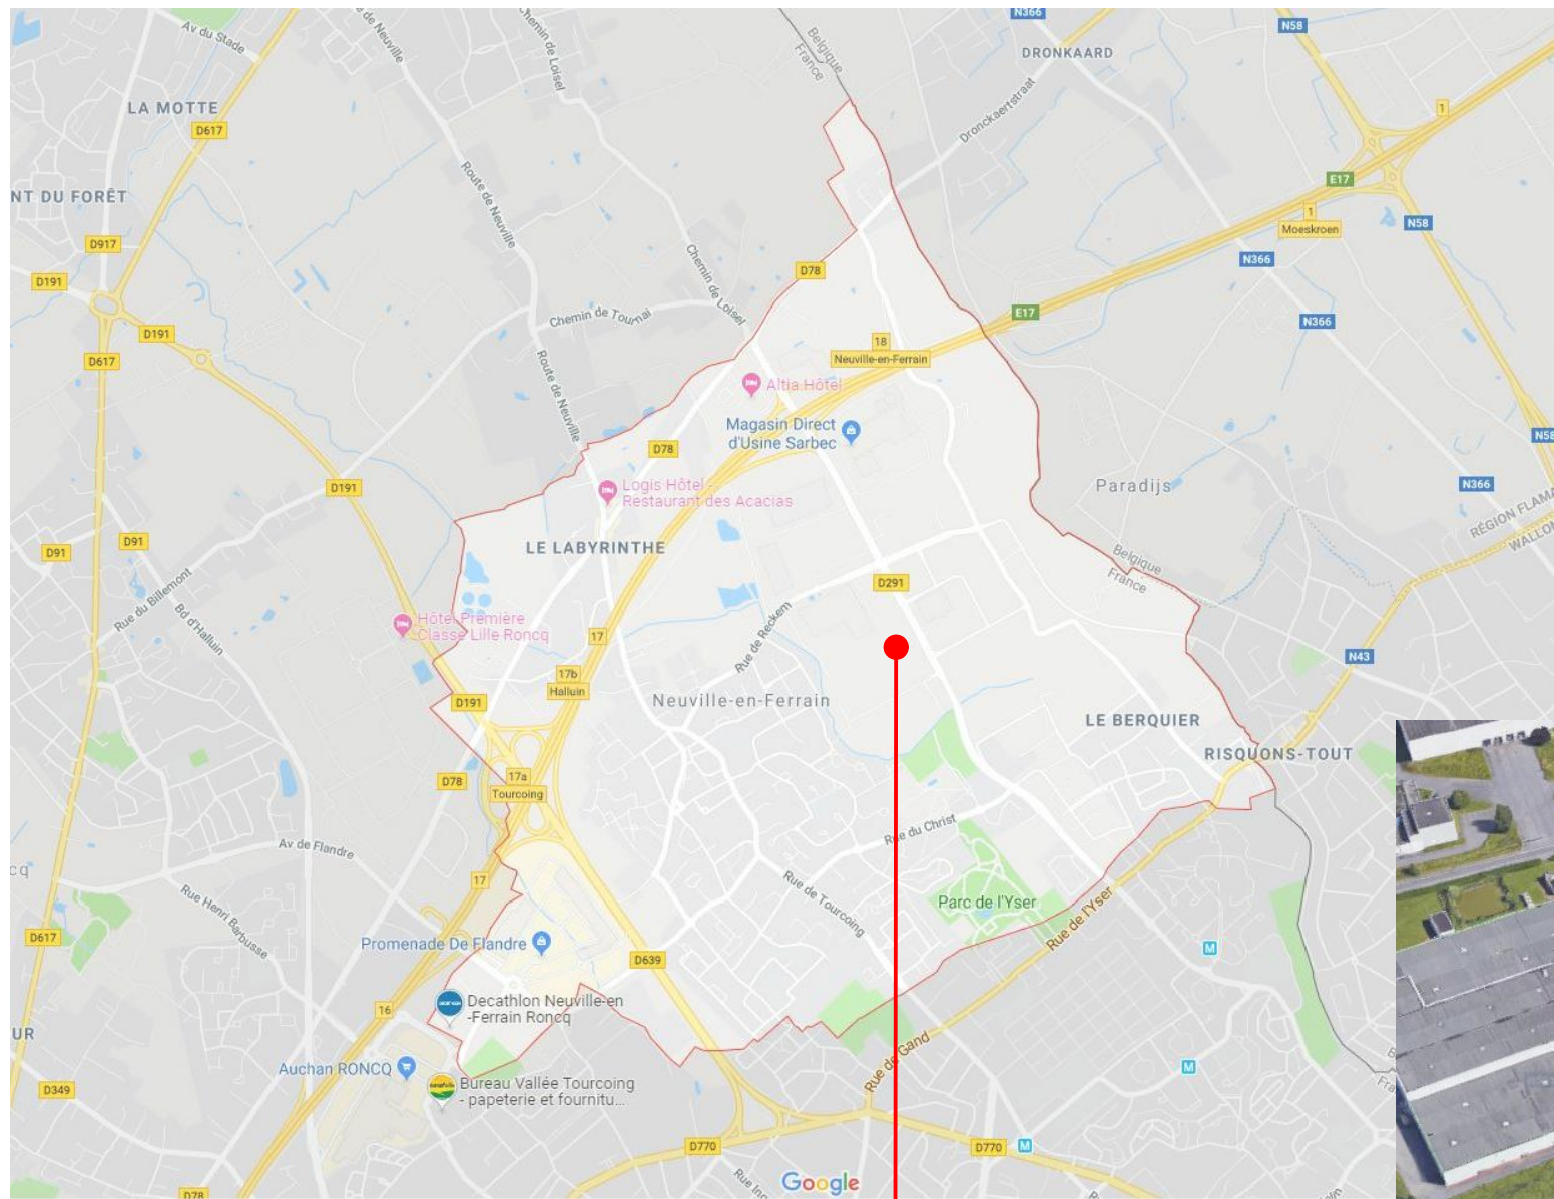 N366
N58
Av du Stade
de Neuville
Chemin de Loisel
Belgique
France
DRONKAARD
LA MOTTE
D617
1
Dronckaertstraat
Route de Neuville
E17
NT DU FORÊT
1
Moeskroen
N58
D917
D191
Chemin de Loisel
D78
N366
Chemin de Tournai
E17
N366
D191
D617
18
Neuville-en-Ferrain
Route de Neuville
Altia Hôtel
Magasin Direct
d'Usine Sarbec
N58
D78
D191
Logis Hôtel -
Restaurant des Acacias
Paradijs
N366
RÉGION FLAMA
WALLON
D91
D91
LE LABYRINTHE
Belgique
France
D291
Rue du Billemont
Bd d'Halluin
Hôtel Première
Classe Lille Roncq
17
Rue de Reckem
N43
17b
Halluin
D191
Neuville-en-Ferrain
LE BERQUIER
RISQUONS-TOUT
D78
17a
Tourcoing
Av de Flandre
Rue du Christ
cq
17
Rue Henri Barbusse
Rue de Tourcoing
Parc de l'Yser
Rue de l'Yser
D617
Promenade De Flandre
D639
M
Decathlon Neuville-en
-Ferrain Roncq
16
UR
Rue de Gand
Auchan RONCQ
M
D349
Bureau Vallée Tourcoing
- papeterie et fournitu...
D770
D770
M
Google
D78